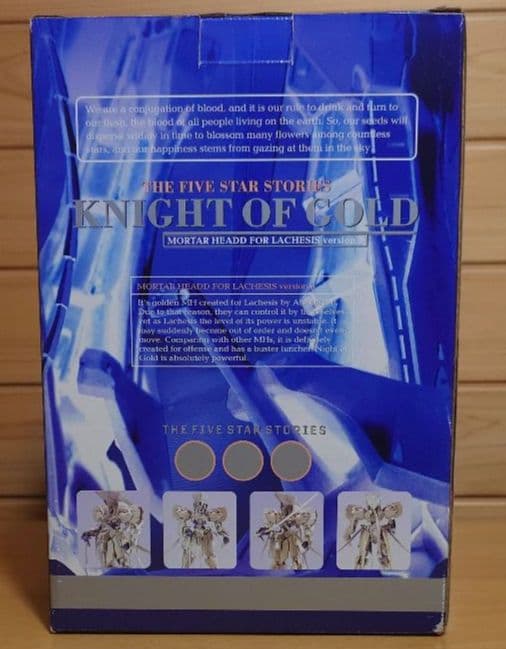 We are a conjugation of blood, and it is our rule to drink and turn to
our flesh, the blood of all people living on the earth. So, our seeds will
disperse widely in time to blossom many flowers among countless
stars, and our happiness stems from gazing at them in the sky.
THE FIVE STAR STORIES
KNIGHT OF GOLD
MORTAR HEADD FOR LACHESIS version
MORTAR HEADD FOR LACHESIS version
It's golden MH created for Lachesis by
Due to that reason, they can control it by themselves
yet as Lachesis the level of its power is unstable. It
may suddenly become out of order and doesn't even
move. Comparing with other MHs, it is definitely
created for offense and has a buster luncher. Night of
Gold is absolutely powerful.
THE FIVE STAR STORIES